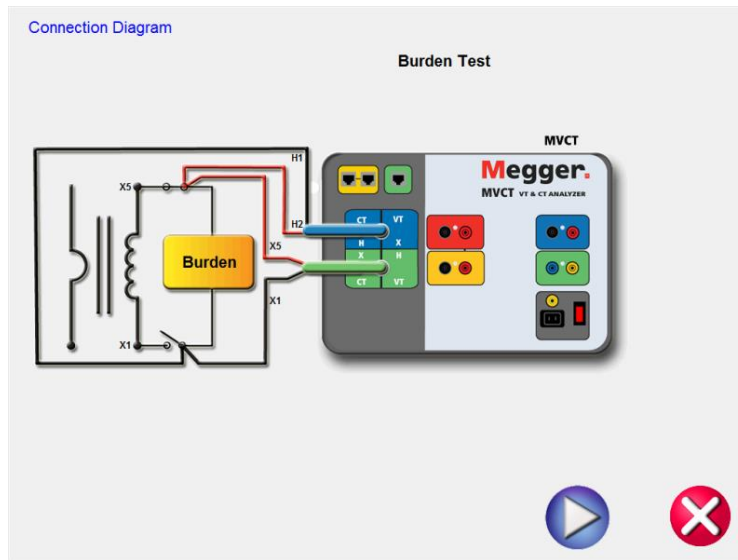 Connection Diagram
Burden Test
MVCT
Megger.
MVCT VT & CT ANALYZER
H1
X5
H2
X5
X1
X1
Burden
CT VT
H X
X H
CT VT